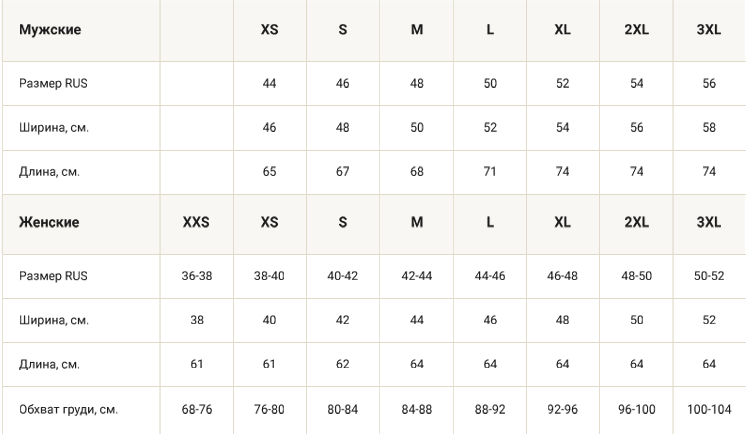 Мужские XS S M L XL 2XL 3XL
Размер RUS 44 46 48 50 52 54 56
Ширина, см. 46 48 50 52 54 56 58
Длина, см. 65 67 68 71 74 74 74
Женские XXS XS S M L XL 2XL 3XL
Размер RUS 36-38 38-40 40-42 42-44 44-46 46-48 48-50 50-52
Ширина, см. 38 40 42 44 46 48 50 52
Длина, см. 61 61 62 64 64 64 64 64
Обхват груди, см. 68-76 76-80 80-84 84-88 88-92 92-96 96-100 100-104